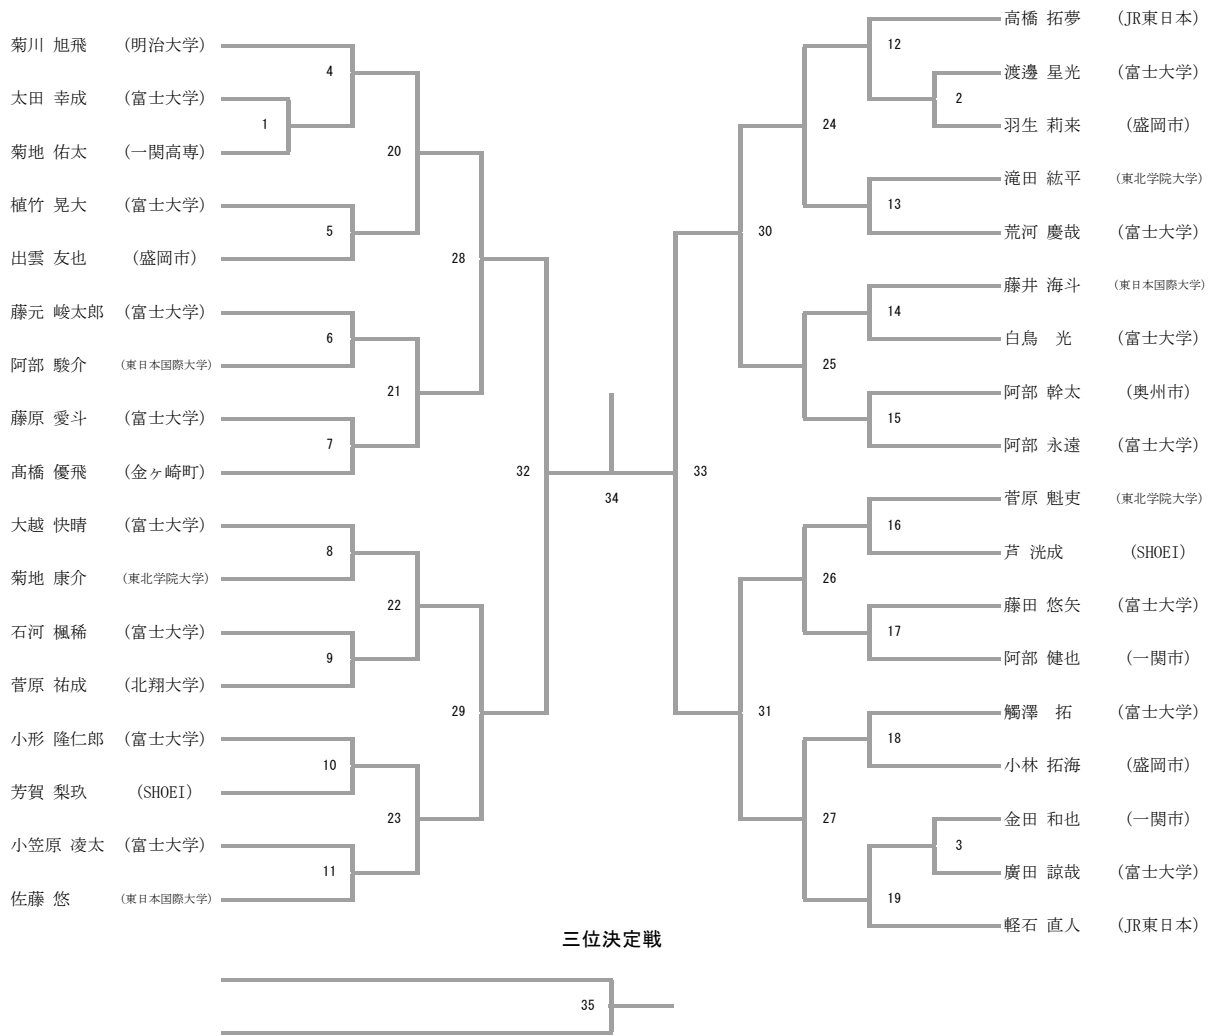 菊川 旭飛 (明治大学)
太田 幸成 (富士大学)
菊地 佑太 (一関高専)
植竹 晃大 (富士大学)
出雲 友也 (盛岡市)
藤元 峻太郎 (富士大学)
阿部 駿介 (東日本国際大学)
藤原 愛斗 (富士大学)
髙橋 優飛 (金ヶ崎町)
大越 快晴 (富士大学)
菊地 康介 (東北学院大学)
石河 楓稀 (富士大学)
菅原 祐成 (北翔大学)
小形 隆仁郎 (富士大学)
芳賀 梨玖 (SHOEI)
小笠原 凌太 (富士大学)
佐藤 悠 (東日本国際大学)
4
1
20
5
28
6
21
7
32
8
22
9
29
10
23
11
34
高橋 拓夢 (JR東日本)
渡邊 星光 (富士大学)
羽生 莉来 (盛岡市)
滝田 紘平 (東北学院大学)
荒河 慶哉 (富士大学)
藤井 海斗 (東日本国際大学)
白鳥 光 (富士大学)
阿部 幹太 (奥州市)
阿部 永遠 (富士大学)
菅原 魁吏 (東北学院大学)
芦 洸成 (SHOEI)
藤田 悠矢 (富士大学)
阿部 健也 (一関市)
觸澤 拓 (富士大学)
小林 拓海 (盛岡市)
金田 和也 (一関市)
廣田 諒哉 (富士大学)
軽石 直人 (JR東日本)
12
2
24
13
30
14
25
15
33
16
26
17
31
18
27
3
19
三位決定戦
35